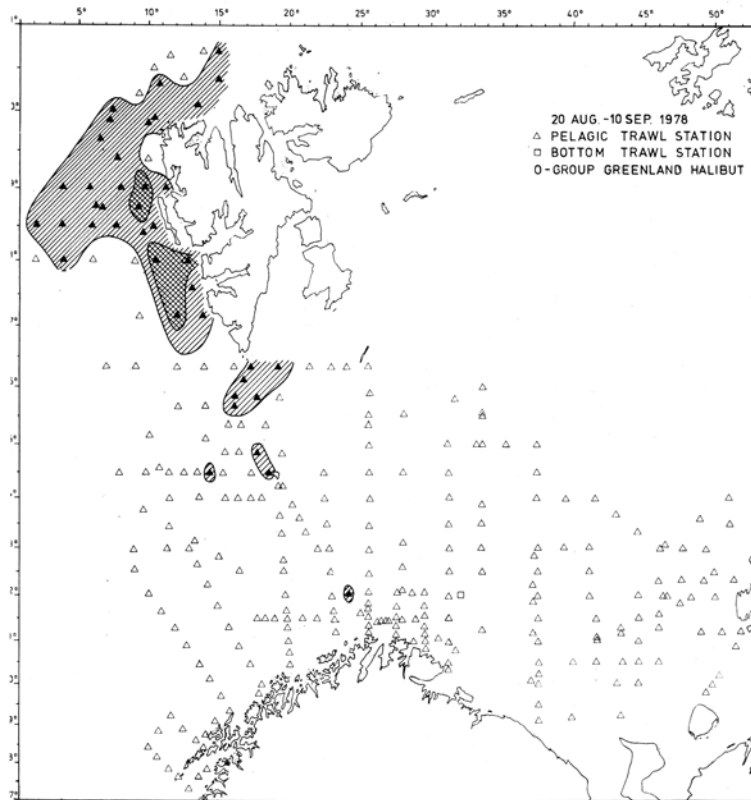 5° 10° 15° 20° 25° 30° 35° 40° 45° 50°
20 AUG. -10 SEP. 1978
△ PELAGIC TRAWL STATION
□ BOTTOM TRAWL STATION
0-GROUP GREENLAND HALIBUT